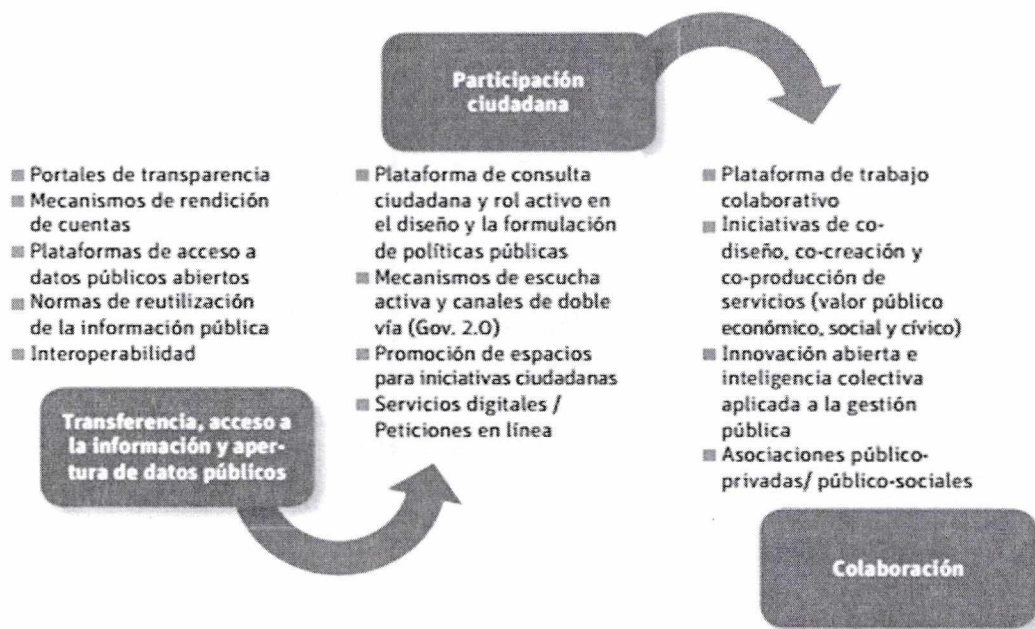 Participación
ciudadana
Portales de transparencia
Mecanismos de rendición
de cuentas
Plataformas de acceso a
datos públicos abiertos
Normas de reutilización
de la información pública
Interoperabilidad
Transferencia, acceso a
la información y aper-
tura de datos públicos
Plataforma de consulta
ciudadana y rol activo en
el diseño y la formulación
de políticas públicas
Mecanismos de escucha
activa y canales de doble
vía (Gov. 2.0)
Promoción de espacios
para iniciativas ciudadanas
Servicios digitales /
Peticiones en línea
Plataforma de trabajo
colaborativo
Iniciativas de co-
diseño, co-creación y
co-producción de
servicios (valor público
económico, social y cívico)
Innovación abierta e
inteligencia colectiva
aplicada a la gestión
pública
Asociaciones público-
privadas/ público-sociales
Colaboración